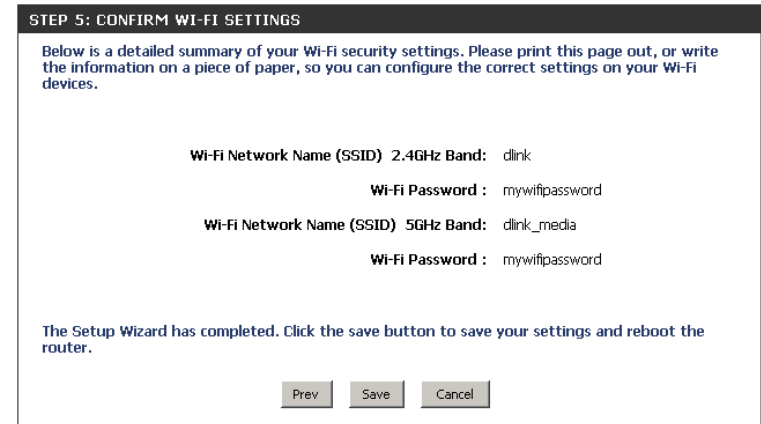 STEP 5: CONFIRM WI-FI SETTINGS
Below is a detailed summary of your Wi-Fi security settings. Please print this page out, or write
the information on a piece of paper, so you can configure the correct settings on your Wi-Fi
devices.
Wi-Fi Network Name (SSID) 2.4GHz Band: dlink
Wi-Fi Password : mywifipassword
Wi-Fi Network Name (SSID) 5GHz Band: dlink_media
Wi-Fi Password : mywifipassword
The Setup Wizard has completed. Click the save button to save your settings and reboot the
router.
Prev Save Cancel